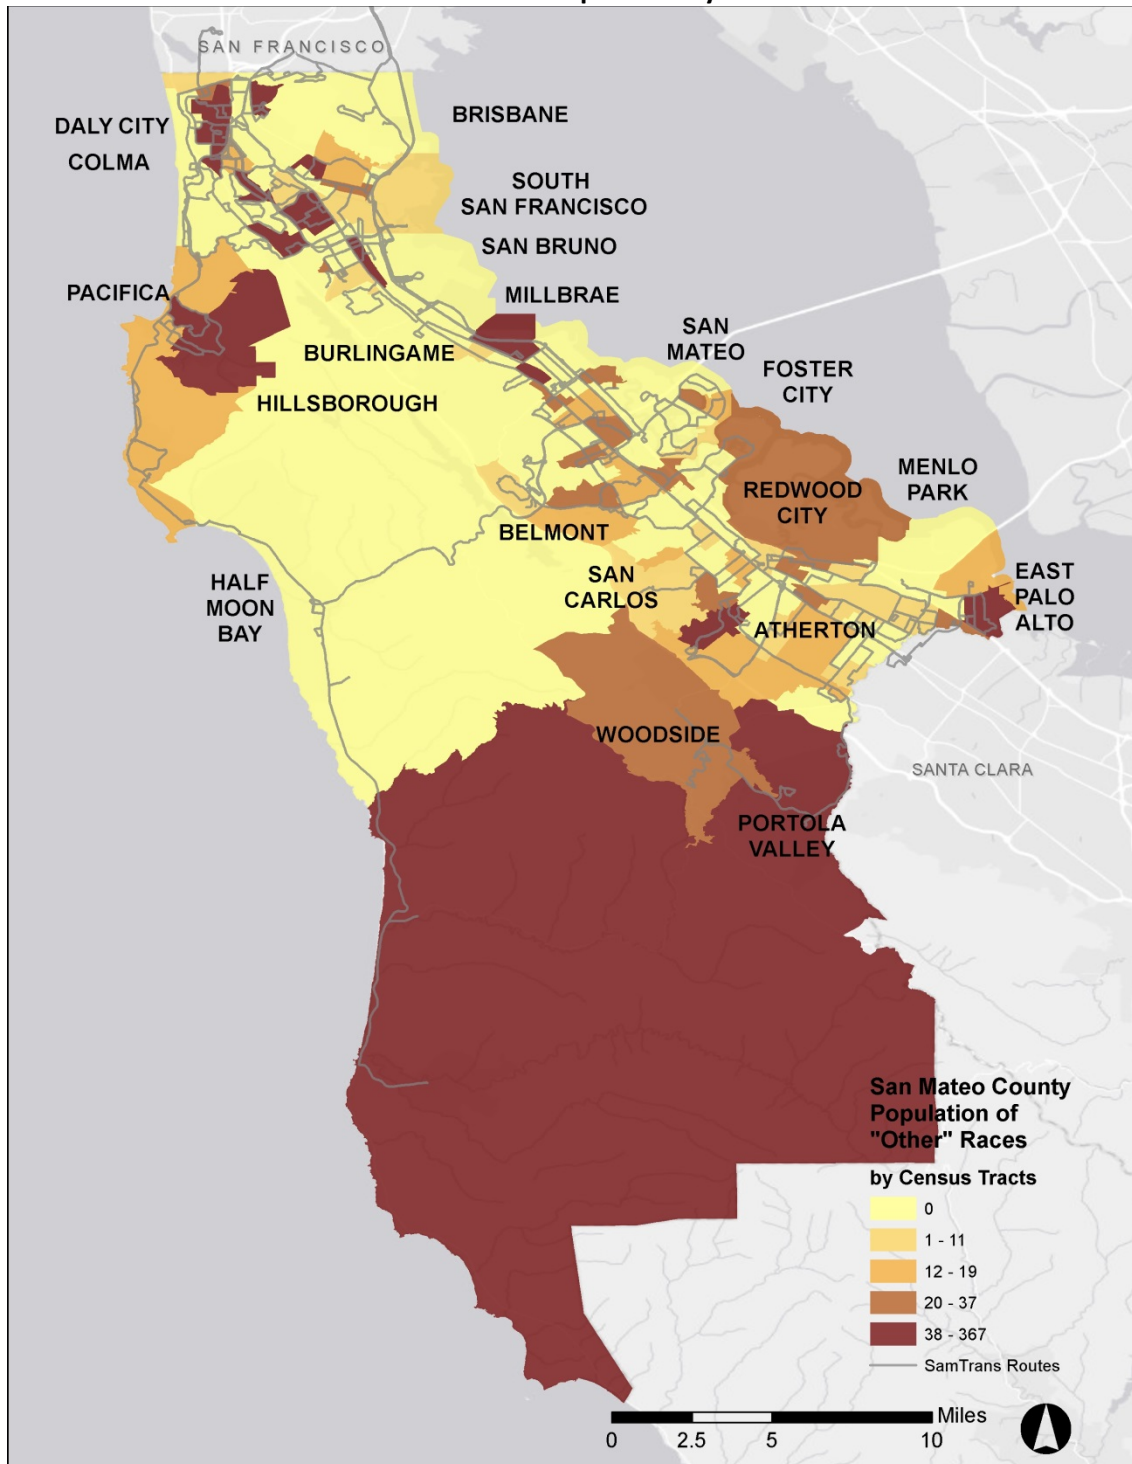 SAN FRANCISCO
BRISBANE
DALY CITY
COLMA
SOUTH
SAN FRANCISCO
SAN BRUNO
PACIFICA
MILLBRAE
SAN
MATEO
BURLINGAME
FOSTER
CITY
HILLSBOROUGH
MENLO
PARK
REDWOOD
CITY
BELMONT
HALF
MOON
BAY
SAN
CARLOS
EAST
PALO
ALTO
ATHERTON
WOODSIDE
SANTA CLARA
PORTOLA
VALLEY
San Mateo County
Population of
"Other" Races
by Census Tracts
0
1 - 11
12 - 19
20 - 37
38 - 367
SamTrans Routes
Miles
0 2.5 5 10